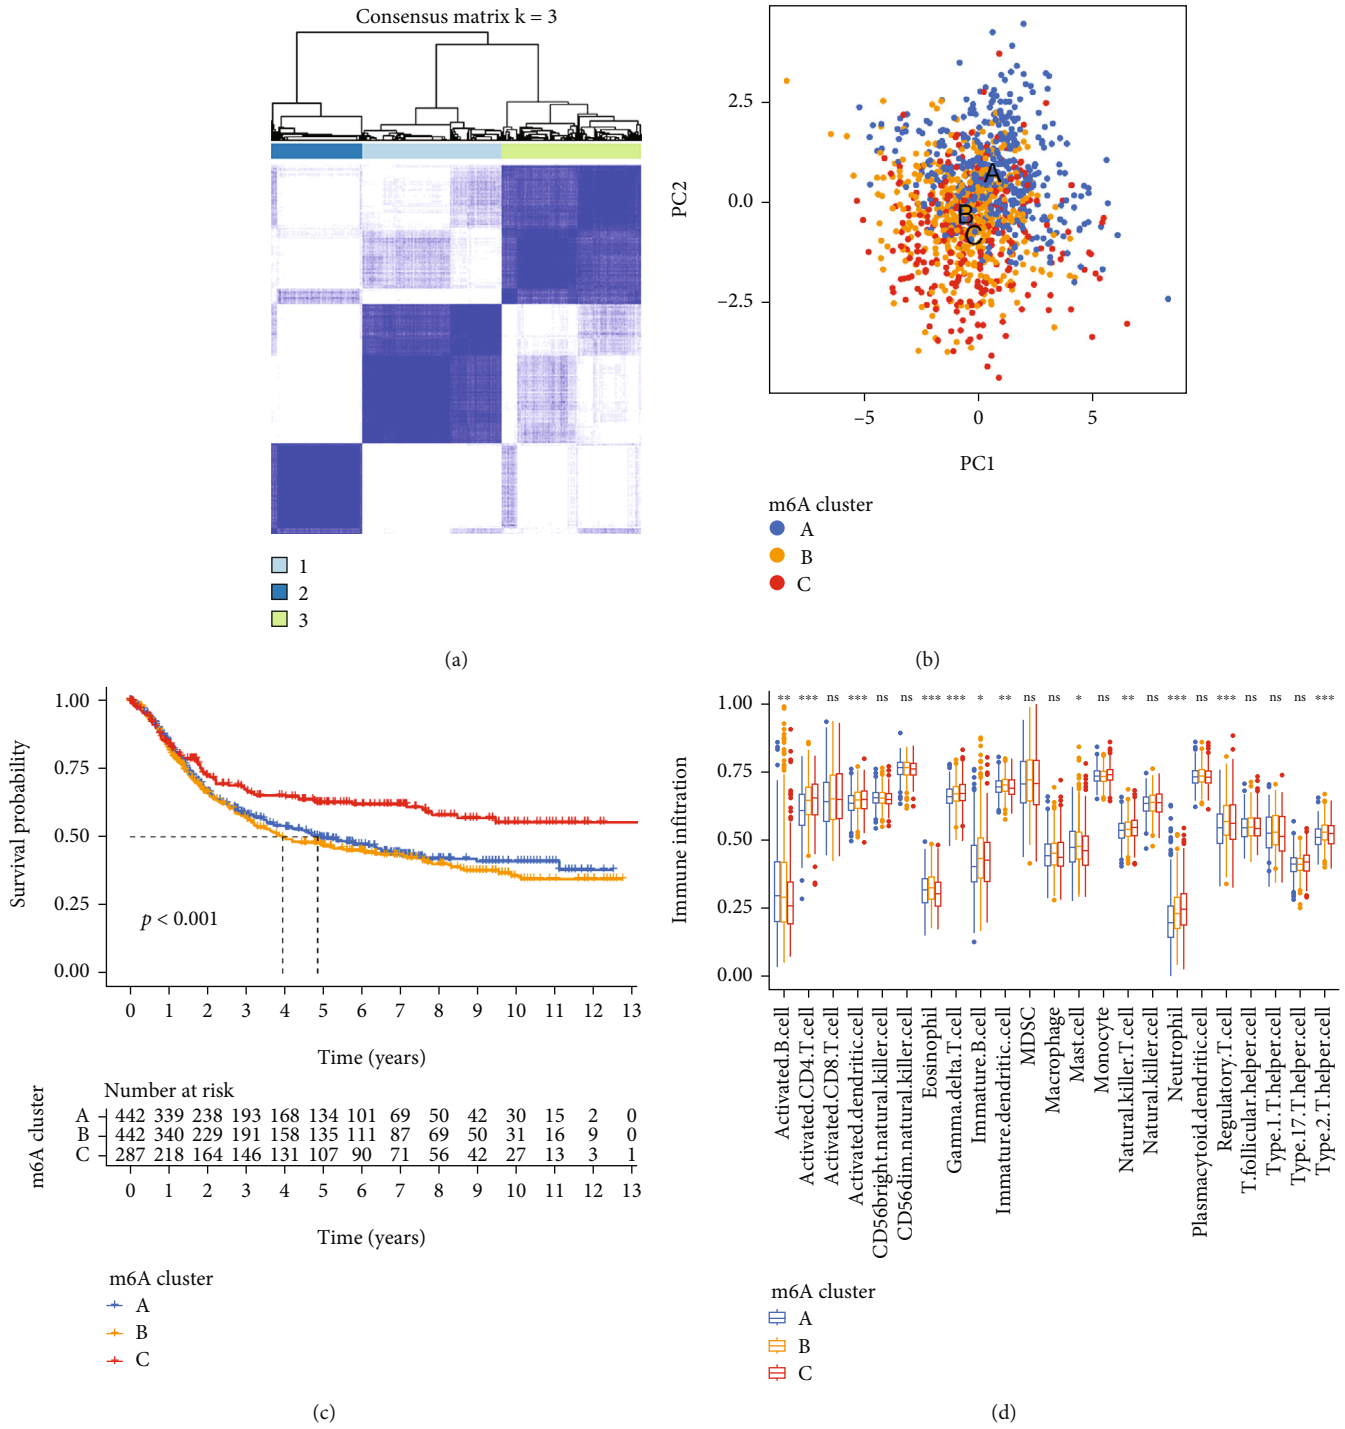 Consensus matrix k = 3
1
2
3
(a)
PC2
2.5
0.0
−2.5
A
B
C
−5 0 5
PC1
m6A cluster
A
B
C
(b)
Survival probability
1.00
0.75
0.50
0.25
0.00
p < 0.001
0 1 2 3 4 5 6 7 8 9 10 11 12 13
Time (years)
m6A cluster
Number at risk
A 442 339 238 193 168 134 101 69 50 42 30 15 2 0
B 442 340 229 191 158 135 111 87 69 50 31 16 9 0
C 287 218 164 146 131 107 90 71 56 42 27 13 3 1
0 1 2 3 4 5 6 7 8 9 10 11 12 13
Time (years)
m6A cluster
A
B
C
(c)
Immune infitration
1.00
0.75
0.50
0.25
0.00
** *** ns *** ns ns *** *** * ** ns ns * ns ** ns *** ns *** ns ns ns ***
Activated.B.cell
Activated.CD4.T.cell
Activated.CD8.T.cell
Activated.dendritic.cell
CD56bright.natural.killer.cell
CD56dim.natural.killer.cell
Eosinophil
Gamma.delta.T.cell
Immature.B.cell
Immature.dendritic.cell
MDSC
Macrophage
Mast.cell
Monocyte
Natural.killer.T.cell
Natural.killer.cell
Neutrophil
Plasmacytoid.dendritic.cell
Regulatory.T.cell
T.follicular.helper.cell
Type.1.T.helper.cell
Type.17.T.helper.cell
Type.2.T.helper.cell
m6A cluster
A
B
C
(d)